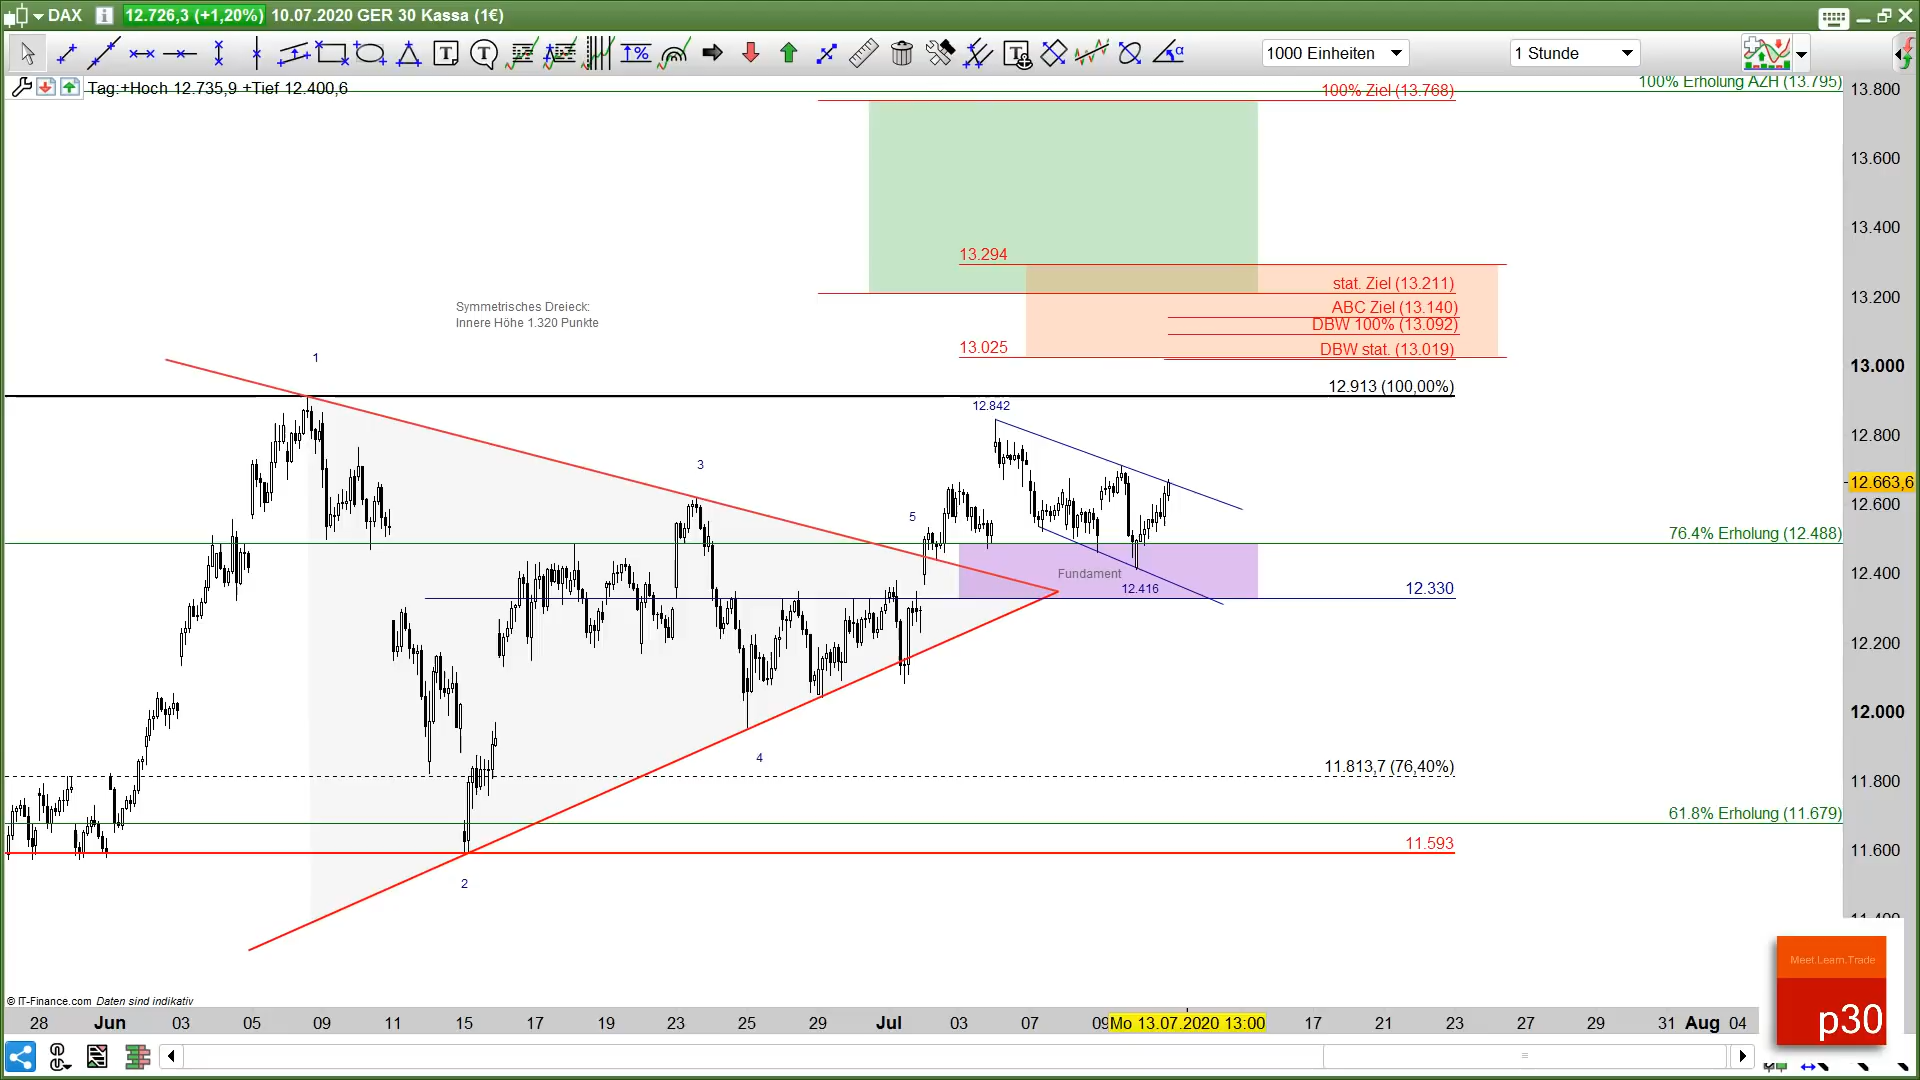 DAX 12.726,3 (+1,20%) 10.07.2020 GER 30 Kassa (1€)
1000 Einheiten 1 Stunde
Tag:+Hoch 12.735,9 +Tief 12.400,6
100% Erholung AZH (13.795)
100% Ziel (13.768)
13.800
13.600
13.400
13.294
stat. Ziel (13.211)
13.200
Symmetrisches Dreieck:
Innere Höhe 1.320 Punkte
ABC Ziel (13.140)
DBW 100% (13.092)
13.025
DBW stat. (13.019)
1
13.000
12.913 (100,00%)
12.842
12.800
3
12.663,6
12.600
5
76.4% Erholung (12.488)
Fundament
12.400
12.416
12.330
12.200
12.000
4
11.813,7 (76,40%)
11.800
61.8% Erholung (11.679)
11.593
11.600
2
11.400
Meet.Learn.Trade
p30
© IT-Finance.com Daten sind indikativ
28 Jun 03 05 09 11 15 17 19 23 25 29 Jul 03 07 09 Mo 13.07.2020 13:00 17 21 23 27 29 31 Aug 04